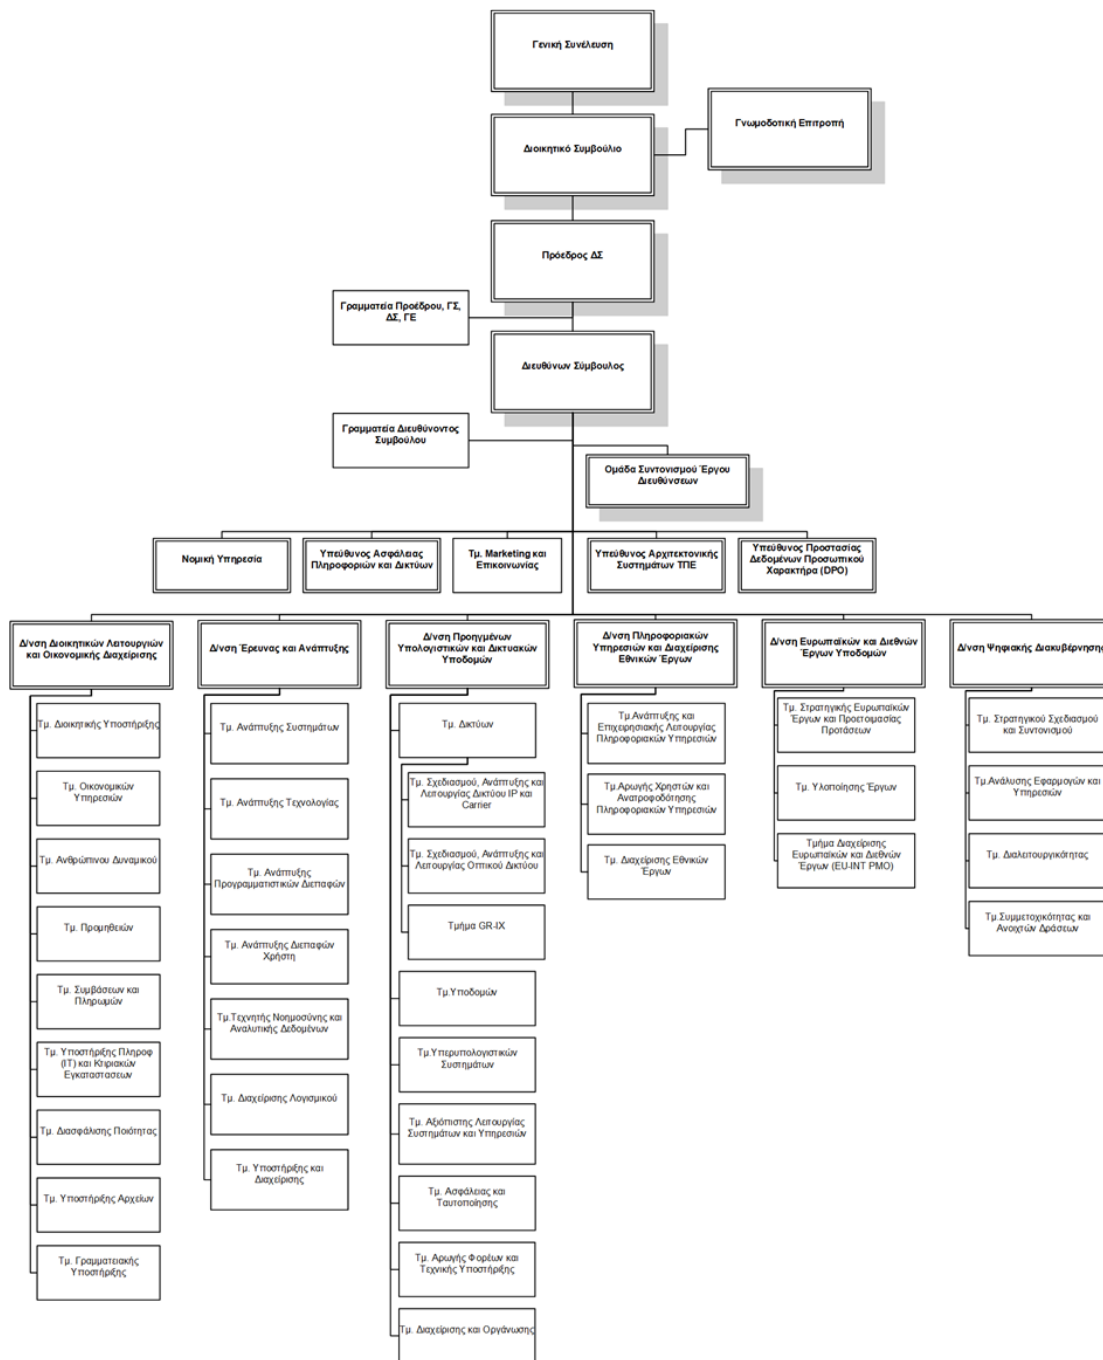 Γενική Συνέλευση
Διοικητικό Συμβούλιο
Γνωμοδοτική Επιτροπή
Πρόεδρος ΔΣ
Γραμματεία Προέδρου, ΓΣ,
ΔΣ, ΓΕ
Διευθύνων Σύμβουλος
Γραμματεία Διευθύνοντος
Συμβούλου
Ομάδα Συντονισμού Έργου
Διευθύνσεων
Νομική Υπηρεσία
Υπεύθυνος Ασφάλειας
Πληροφοριών και Δικτύων
Τμ. Marketing και
Επικοινωνίας
Υπεύθυνος Αρχιτεκτονικής
Συστημάτων ΤΠΕ
Υπεύθυνος Προστασίας
Δεδομένων Προσωπικού
Χαρακτήρα (DPO)
Δ/νση Διοικητικών Λειτουργιών
και Οικονομικής Διαχείρισης
Τμ. Διοικητικής Υποστήριξης
Τμ. Οικονομικών
Υπηρεσιών
Τμ. Ανθρώπινου Δυναμικού
Τμ. Προμηθειών
Τμ. Συμβάσεων και
Πληρωμών
Τμ. Υποστήριξης Πληροφ
(IT) και Κτιριακών
Εγκαταστασεων
Τμ. Διασφάλισης Ποιότητας
Τμ. Υποστήριξης Αρχείων
Τμ. Γραμματειακής
Υποστήριξης
Δ/νση Έρευνας και Ανάπτυξης
Τμ. Ανάπτυξης Συστημάτων
Τμ. Ανάπτυξης Τεχνολογίας
Τμ. Ανάπτυξης
Προγραμματιστικών Διεπαφών
Τμ. Ανάπτυξης Διεπαφών
Χρήστη
Τμ.Τεχνητής Νοημοσύνης και
Αναλυτικής Δεδομένων
Τμ. Διαχείρισης Λογισμικού
Τμ. Υποστήριξης και
Διαχείρισης
Δ/νση Προηγμένων
Υπολογιστικών και Δικτυακών
Υποδομών
Τμ. Δικτύων
Τμ. Σχεδιασμού, Ανάπτυξης και
Λειτουργίας Δικτύου IP και
Carrier
Τμ. Σχεδιασμού, Ανάπτυξης και
Λειτουργίας Οπτικού Δικτύου
Τμήμα GR-IX
Τμ.Υποδομών
Τμ.Υπερυπολογιστικών
Συστημάτων
Τμ. Αξιόπιστης Λειτουργίας
Συστημάτων και Υπηρεσιών
Τμ. Ασφάλειας και
Ταυτοποίησης
Τμ. Αρωγής Φορέων και
Τεχνικής Υποστήριξης
Τμ. Διαχείρισης και Οργάνωσης
Δ/νση Πληροφοριακών
Υπηρεσιών και Διαχείρισης
Εθνικών Έργων
Τμ.Ανάπτυξης και
Επιχειρησιακής Λειτουργίας
Πληροφοριακών Υπηρεσιών
Τμ.Αρωγής Χρηστών και
Ανατροφοδότησης
Πληροφοριακών Υπηρεσιών
Τμ. Διαχείρισης Εθνικών
Έργων
Δ/νση Ευρωπαϊκών και Διεθνών
Έργων Υποδομών
Τμ. Στρατηγικής Ευρωπαϊκών
Έργων και Προετοιμασίας
Προτάσεων
Τμ. Υλοποίησης Έργων
Τμήμα Διαχείρισης
Ευρωπαϊκών και Διεθνών
Έργων (EU-INT PMO)
Δ/νση Ψηφιακής Διακυβέρνησης
Τμ. Στρατηγικού Σχεδιασμού
και Συντονισμού
Τμ.Ανάλυσης Εφαρμογών και
Υπηρεσιών
Τμ. Διαλειτουργικότητας
Τμ.Συμμετοχικότητας και
Ανοιχτών Δράσεων